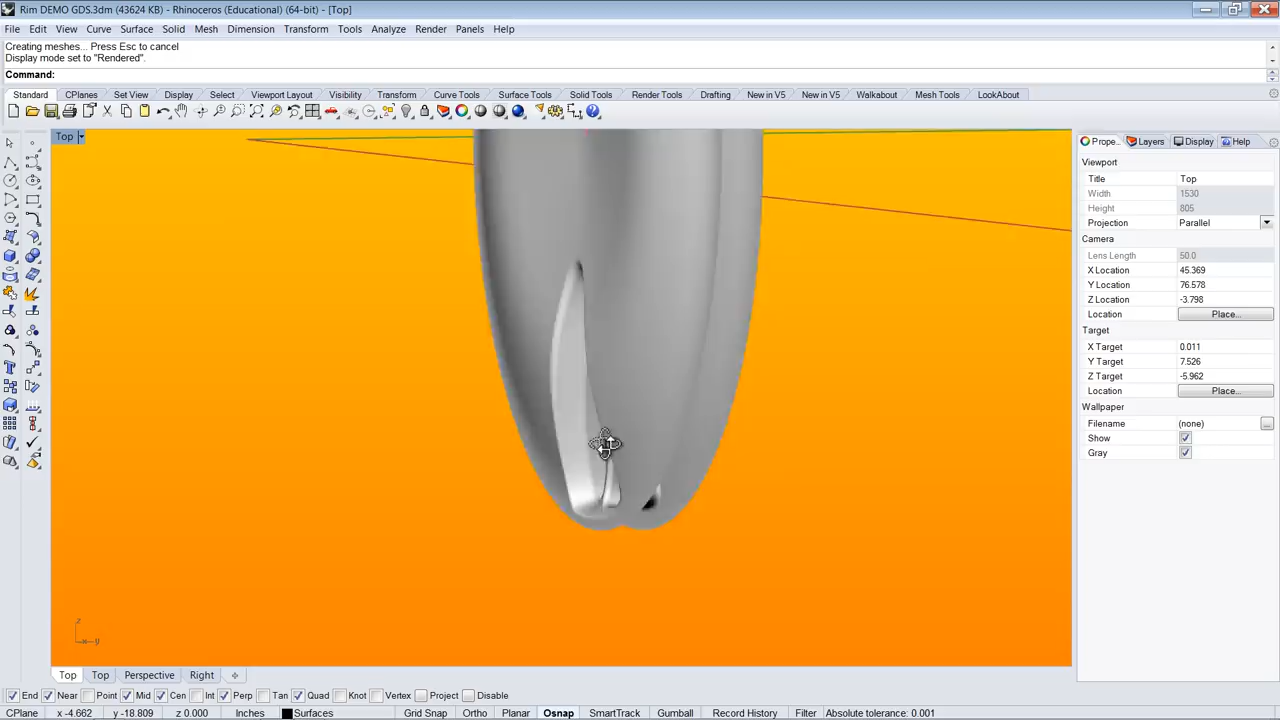 Rim DEMO GDS.3dm (43624 KB) - Rhinoceros (Educational) (64-bit) - [Top]
File Edit View Curve Surface Solid Mesh Dimension Transform Tools Analyze Render Panels Help
Creating meshes... Press Esc to cancel
Display mode set to "Rendered".
Command:
Standard CPlanes Set View Display Select Viewport Layout Visibility Transform Curve Tools Surface Tools Solid Tools Render Tools Drafting New in V5 New in V5 Walkabout Mesh Tools LookAbout
Top
Prope... Layers Display Help
Viewport
Title Top
Width 1530
Height 805
Projection Parallel
Camera
Lens Length 50.0
X Location 45.369
Y Location 76.578
Z Location -3.798
Location Place...
Target
X Target 0.011
Y Target 7.526
Z Target -5.962
Location Place...
Wallpaper
Filename (none) ...
Show
Gray
z
x y
Top Top Perspective Right
End Near Point Mid Cen Int Perp Tan Quad Knot Vertex Project Disable
CPlane x -4.662 y -18.809 z 0.000 Inches Surfaces Grid Snap Ortho Planar Osnap SmartTrack Gumball Record History Filter Absolute tolerance: 0.001